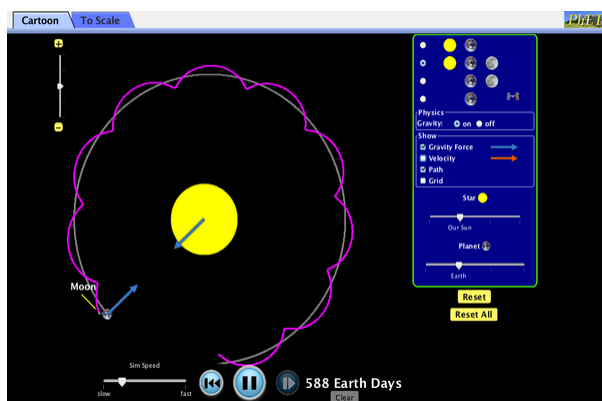 Cartoon
To Scale
PhET
+
−
Physics
Gravity: on off
Show
Gravity Force
Velocity
Path
Grid
Star
Our Sun
Planet
Earth
Reset
Reset All
Moon
Sim Speed
slow fast
588 Earth Days
Clear